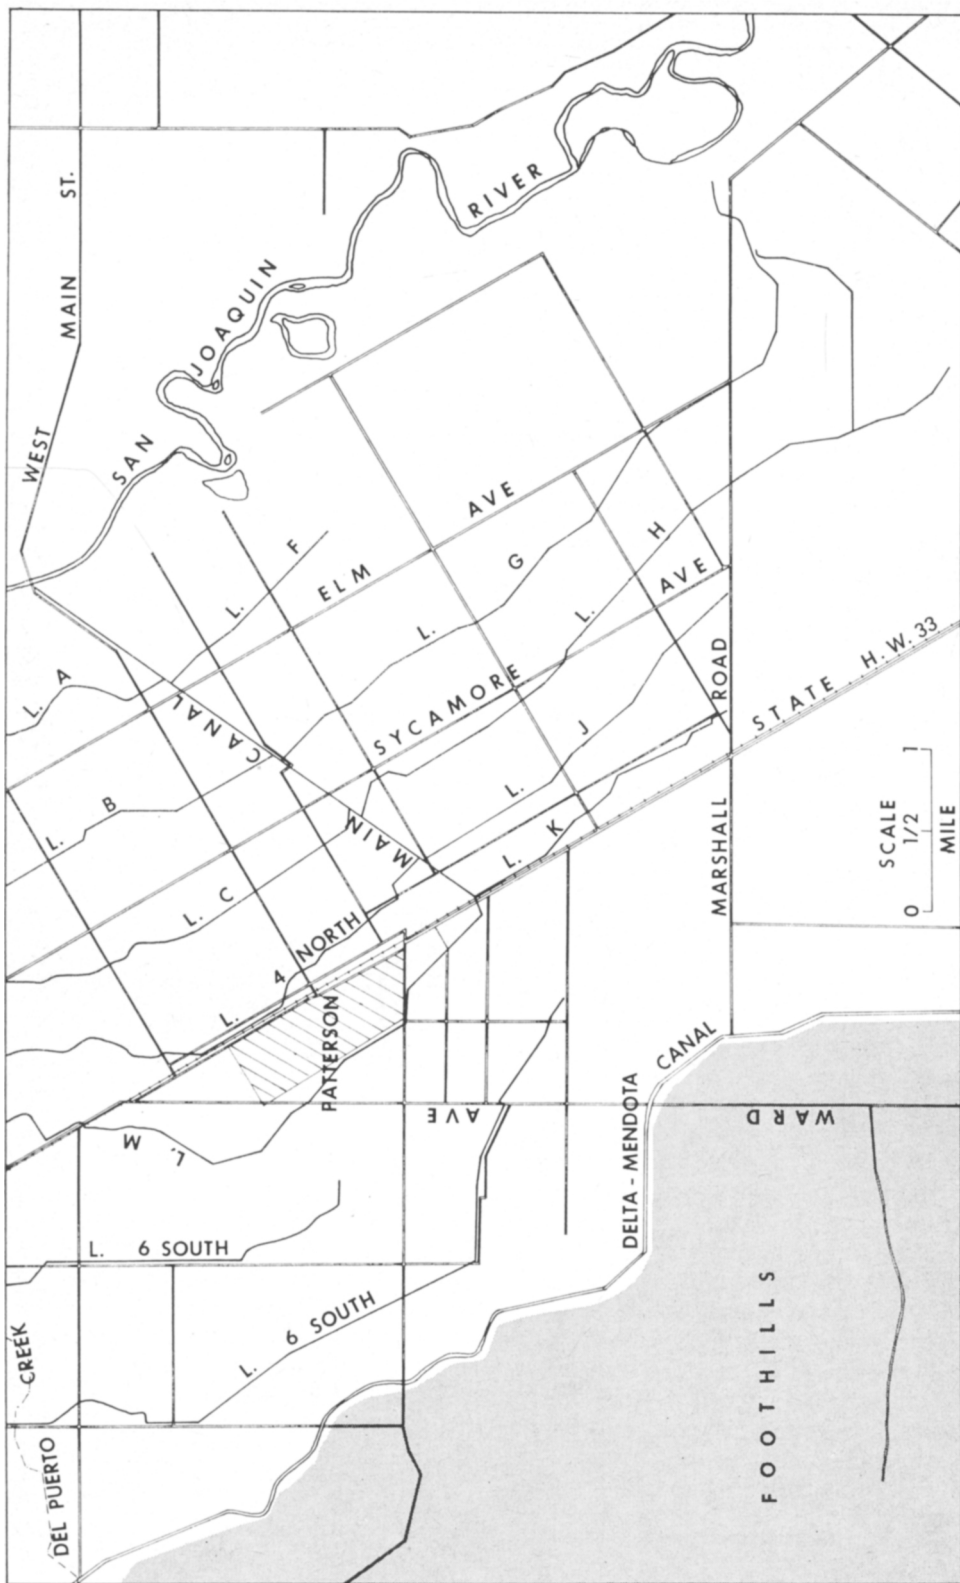 WEST MAIN ST.
SAN JOAQUIN RIVER
L. A
L. F
ELM AVE
L. B
CANAL
L. G
L. H
SYCAMORE AVE
L. C
MAIN
L. J
L. K
ROAD
STATE H.W. 33
L. 4 NORTH
MARSHALL
SCALE
0 1/2 1
MILE
PATTERSON
L. M
AVE
DELTA - MENDOTA CANAL
WARD
L. 6 SOUTH
L. 6 SOUTH
CREEK
DEL PUERTO
FOOTHILLS